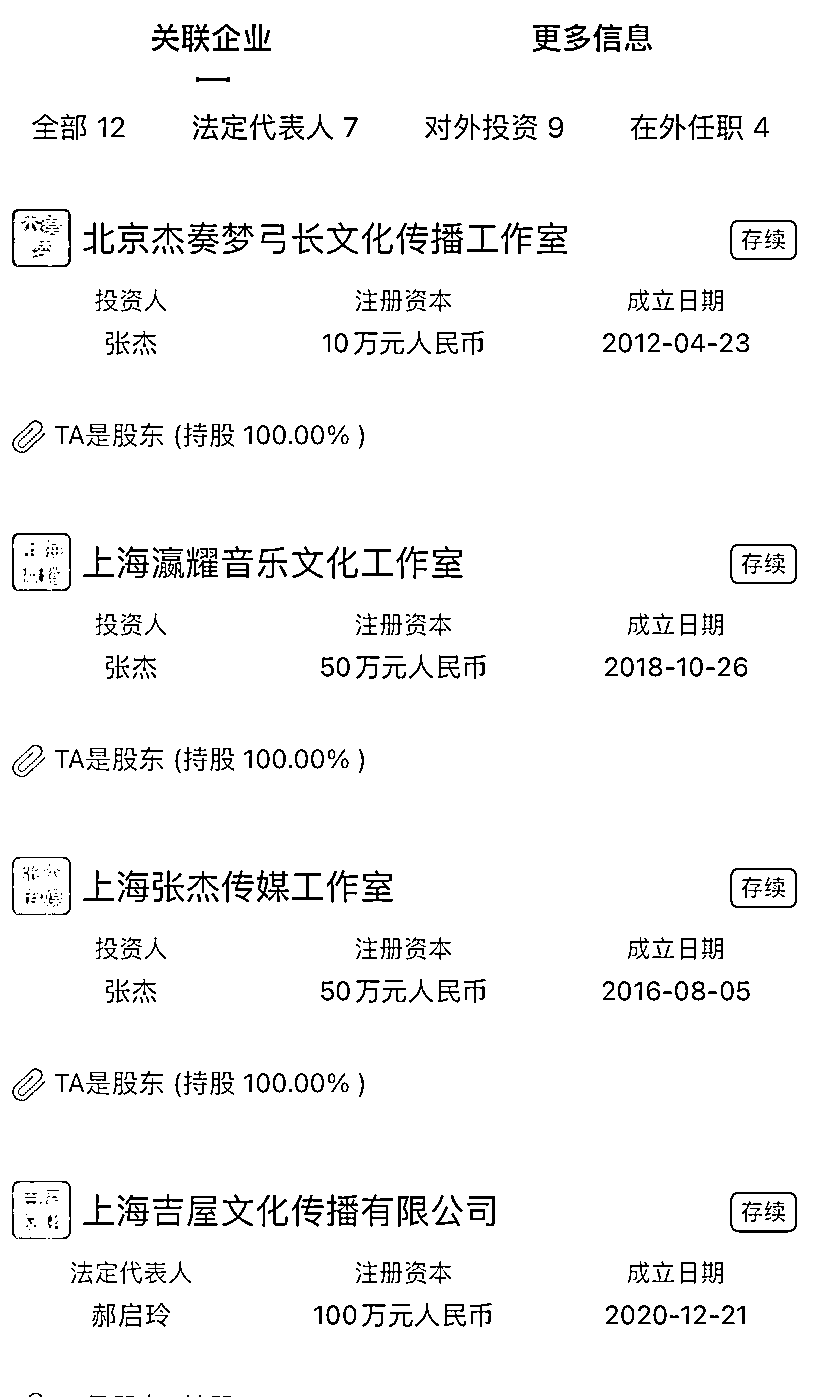 关联企业 更多信息
全部 12 法定代表人 7 对外投资 9 在外任职 4
北京杰奏梦弓长文化传播工作室 存续
投资人 注册资本 成立日期
张杰 10万元人民币 2012-04-23
TA是股东 (持股 100.00% )
上海瀛耀音乐文化工作室 存续
投资人 注册资本 成立日期
张杰 50万元人民币 2018-10-26
TA是股东 (持股 100.00% )
上海张杰传媒工作室 存续
投资人 注册资本 成立日期
张杰 50万元人民币 2016-08-05
TA是股东 (持股 100.00% )
上海吉屋文化传播有限公司 存续
法定代表人 注册资本 成立日期
郝启玲 100万元人民币 2020-12-21